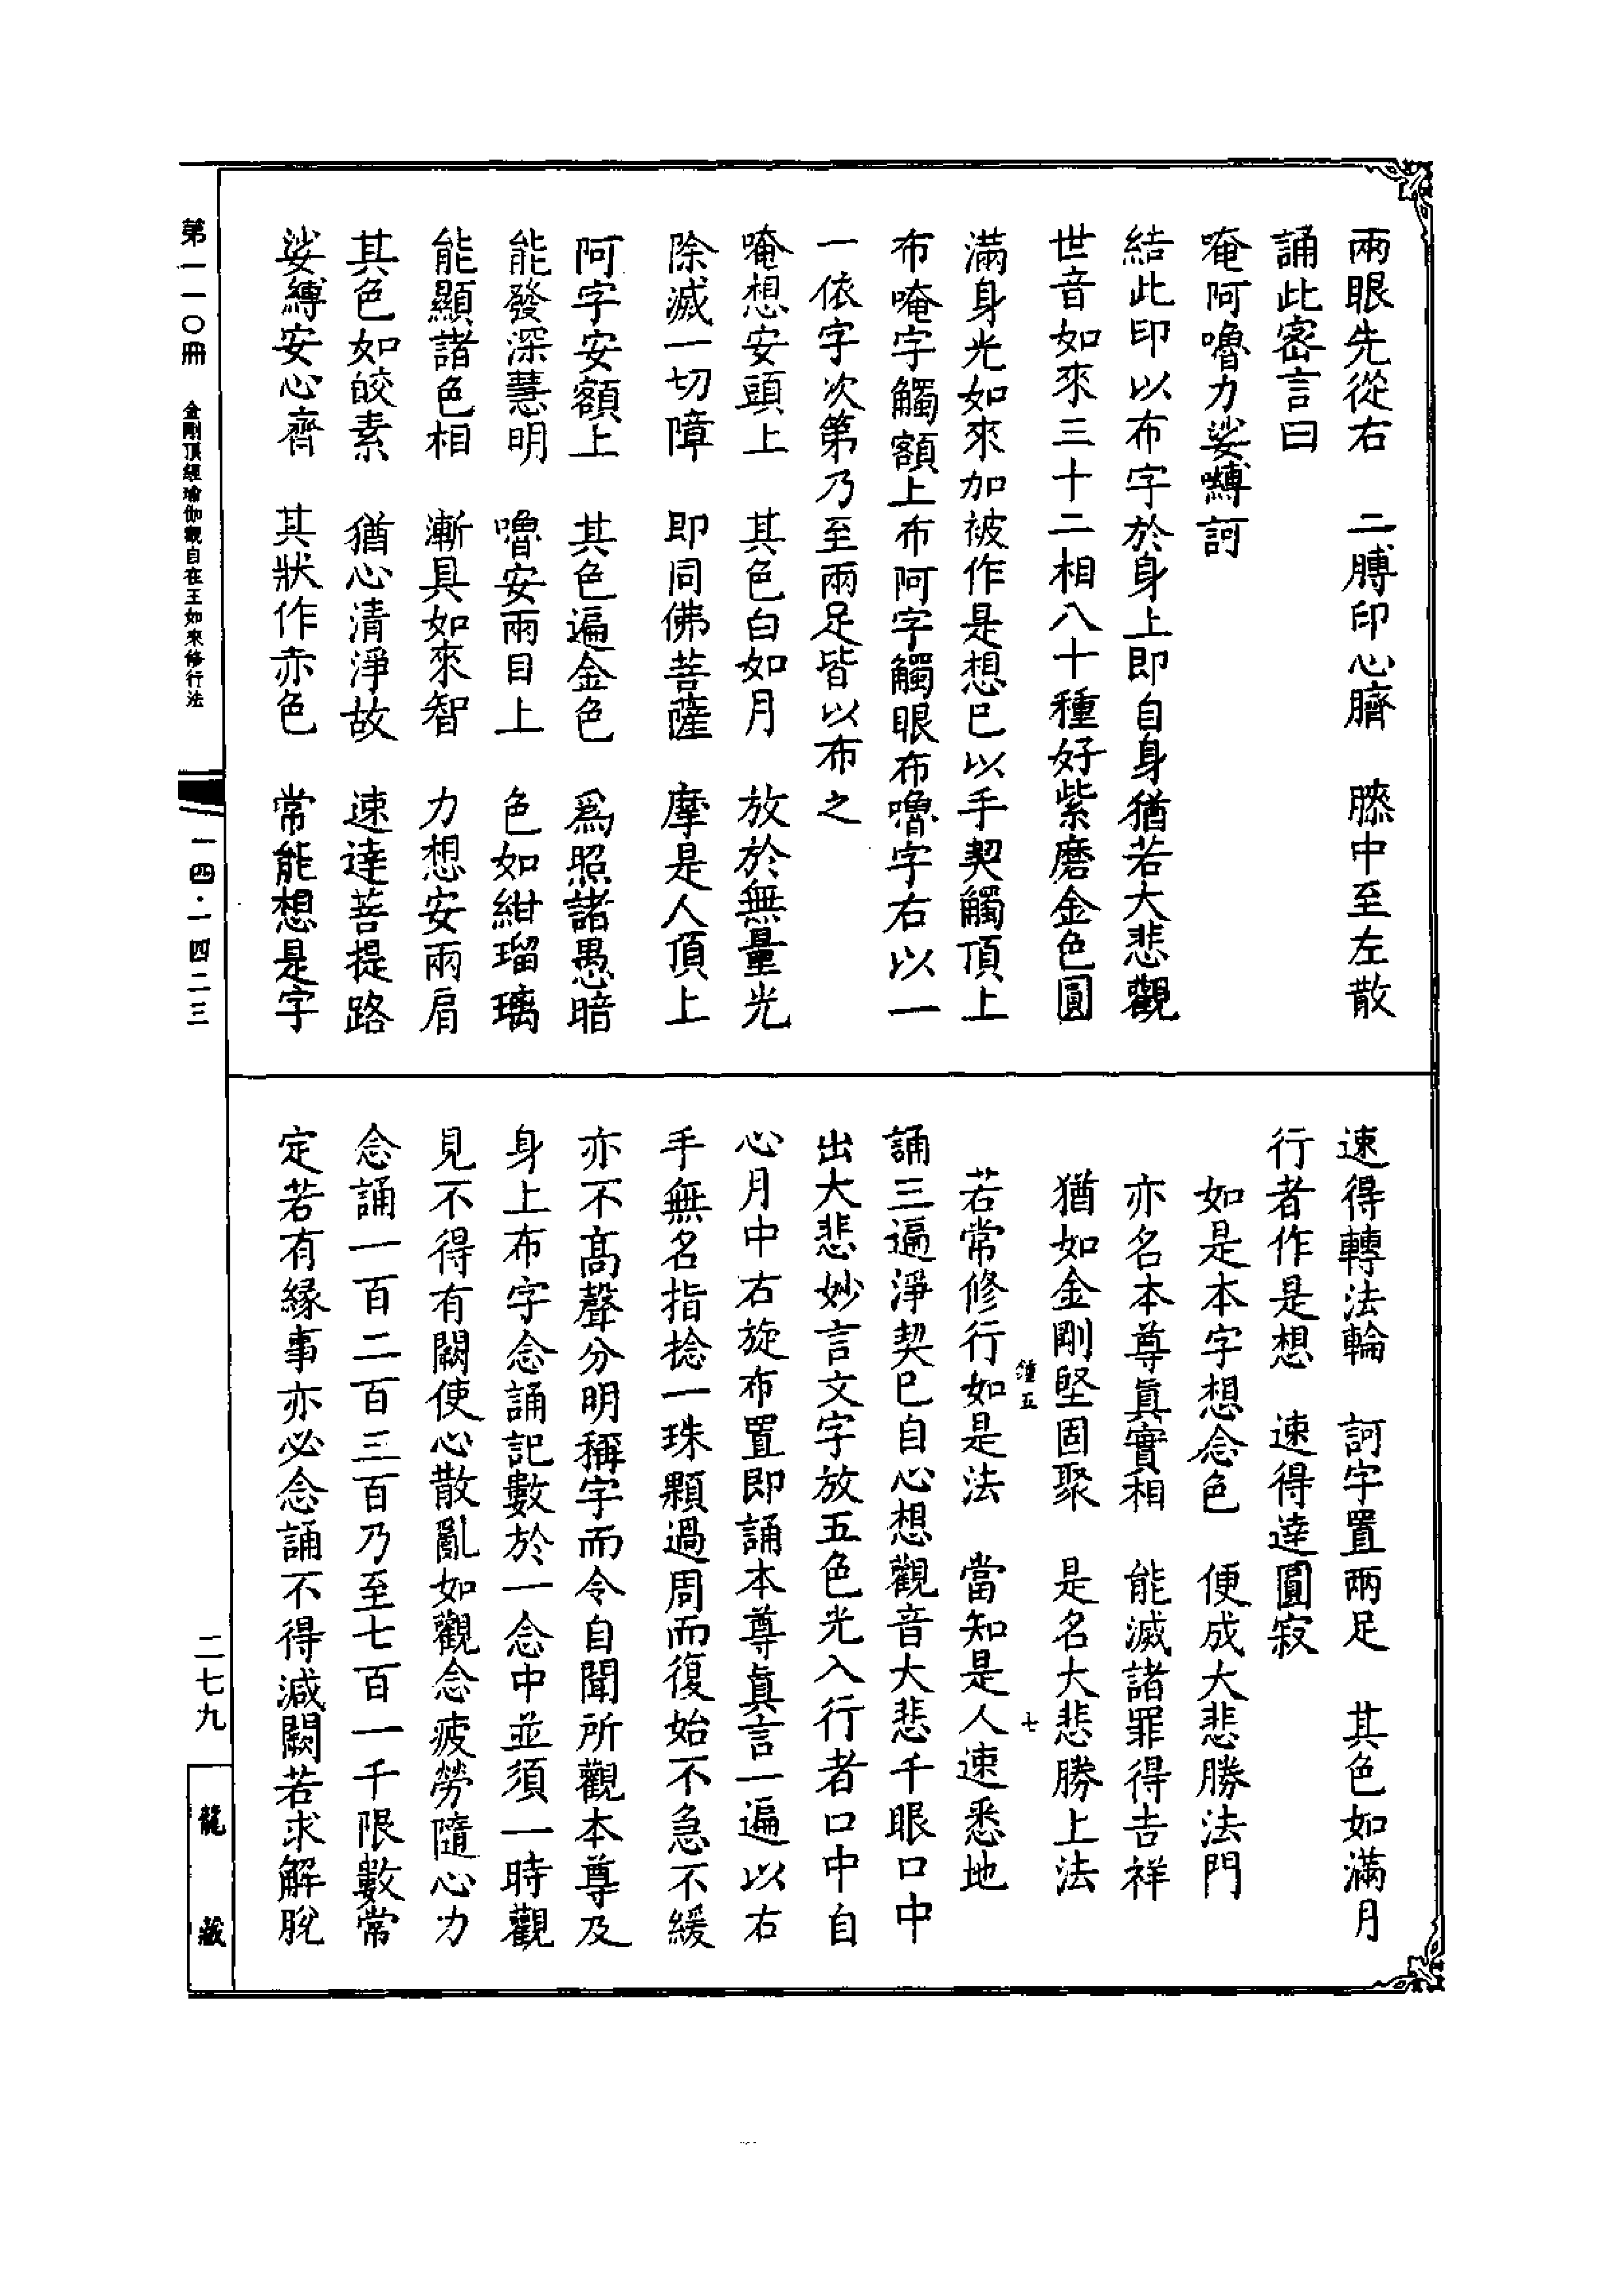 兩眼先從右　二膊印心臍　膝中至左散
誦此密言曰
唵阿嚕力娑嚩訶
結此印以布字於身上即自身猶若大悲觀
世音如來三十二相八十種好紫磨金色圓
滿身光如來加被作是想已以手契觸頂上
布唵字觸額上布阿字觸眼布嚕字右以一
一依字次第乃至兩足皆以布之
唵想安頭上　其色白如月　放於無量光
除滅一切障　即同佛菩薩　摩是人頂上
阿字安額上　其色遍金色　爲照諸愚暗
能發深慧明　嚕安兩目上　色如紺瑠璃
能顯諸色相　漸具如來智　力想安兩肩
其色如皎素　猶心清淨故　速達菩提路
娑縛安心齊　其狀作赤色　常能想是字
速得轉法輪　訶字置兩足　其色如滿月
行者作是想　速得達圓寂
如是本字想念色　便成大悲勝法門
亦名本尊眞實相　能滅諸罪得吉祥
猶如金剛堅固聚　是名大悲勝上法
鍾五　七
若常修行如是法　當知是人速悉地
誦三遍淨契已自心想觀音大悲千眼口中
出大悲妙言文字放五色光入行者口中自
心月中右旋布置即誦本尊眞言一遍以右
手無名指捻一珠顆過周而復始不急不緩
亦不高聲分明稱字而令自聞所觀本尊及
身上布字念誦記數於一念中並須一時觀
見不得有闕使心散亂如觀念疲勞隨心力
念誦一百二百三百乃至七百一千限數常
定若有緣事亦必念誦不得減闕若求解脫
第一一〇冊　金剛頂經瑜伽觀自在王如來修行法
一四·一四二三
二七九
龍藏